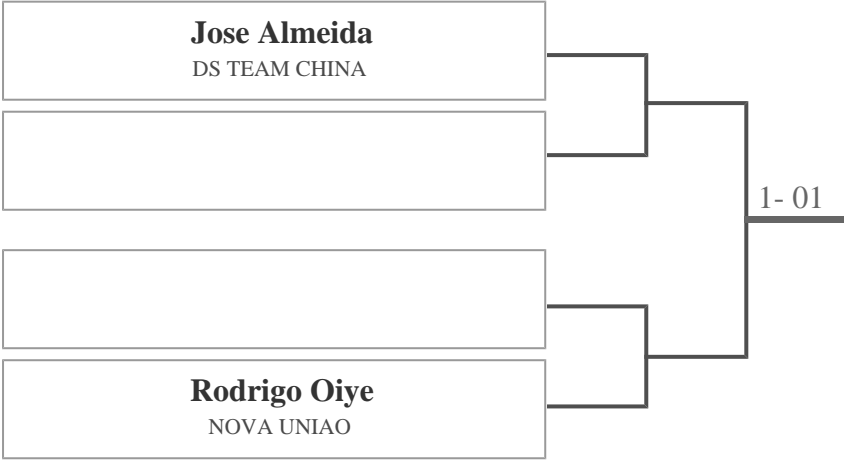 Jose Almeida
DS TEAM CHINA
1- 01
Rodrigo Oiye
NOVA UNIAO